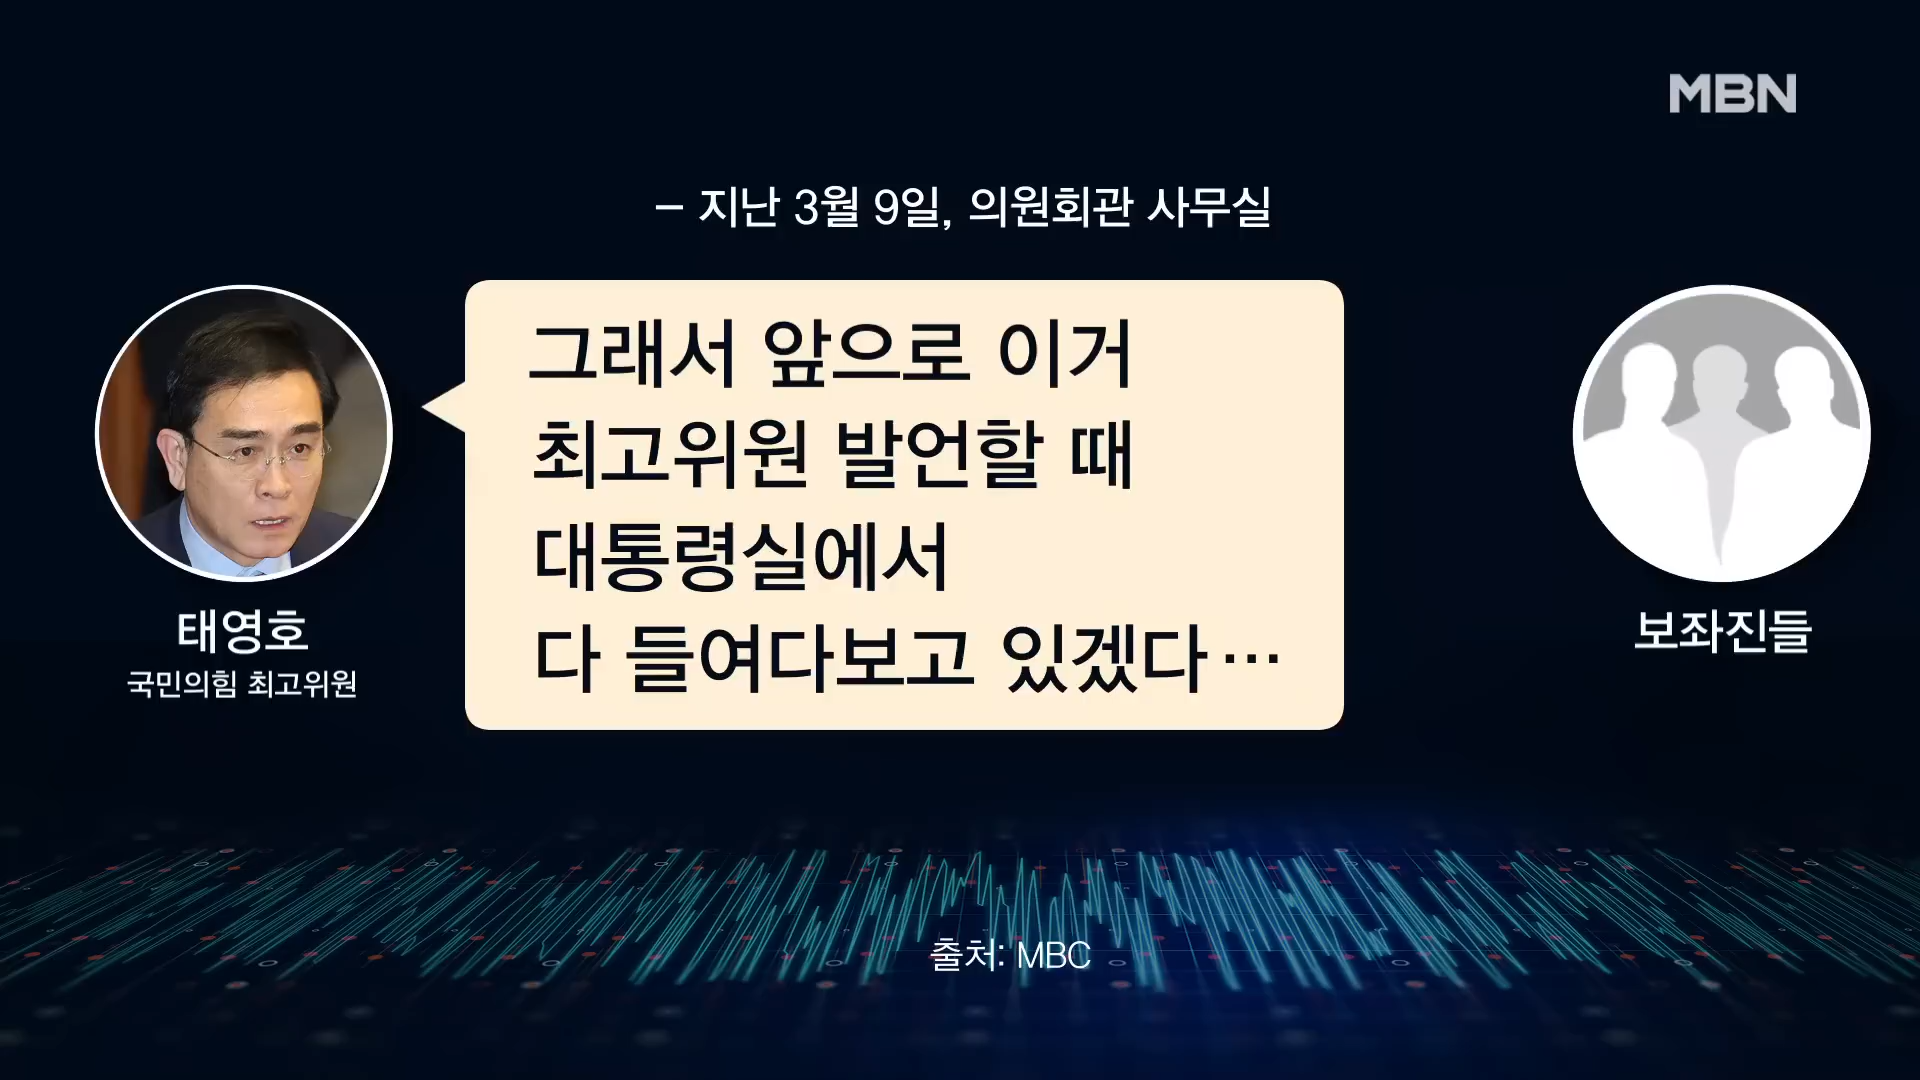 MBN
– 지난 3월 9일, 의원회관 사무실
그래서 앞으로 이거
최고위원 발언할 때
대통령실에서
다 들여다보고 있겠다…
태영호
국민의힘 최고위원
보좌진들
출처: MBC